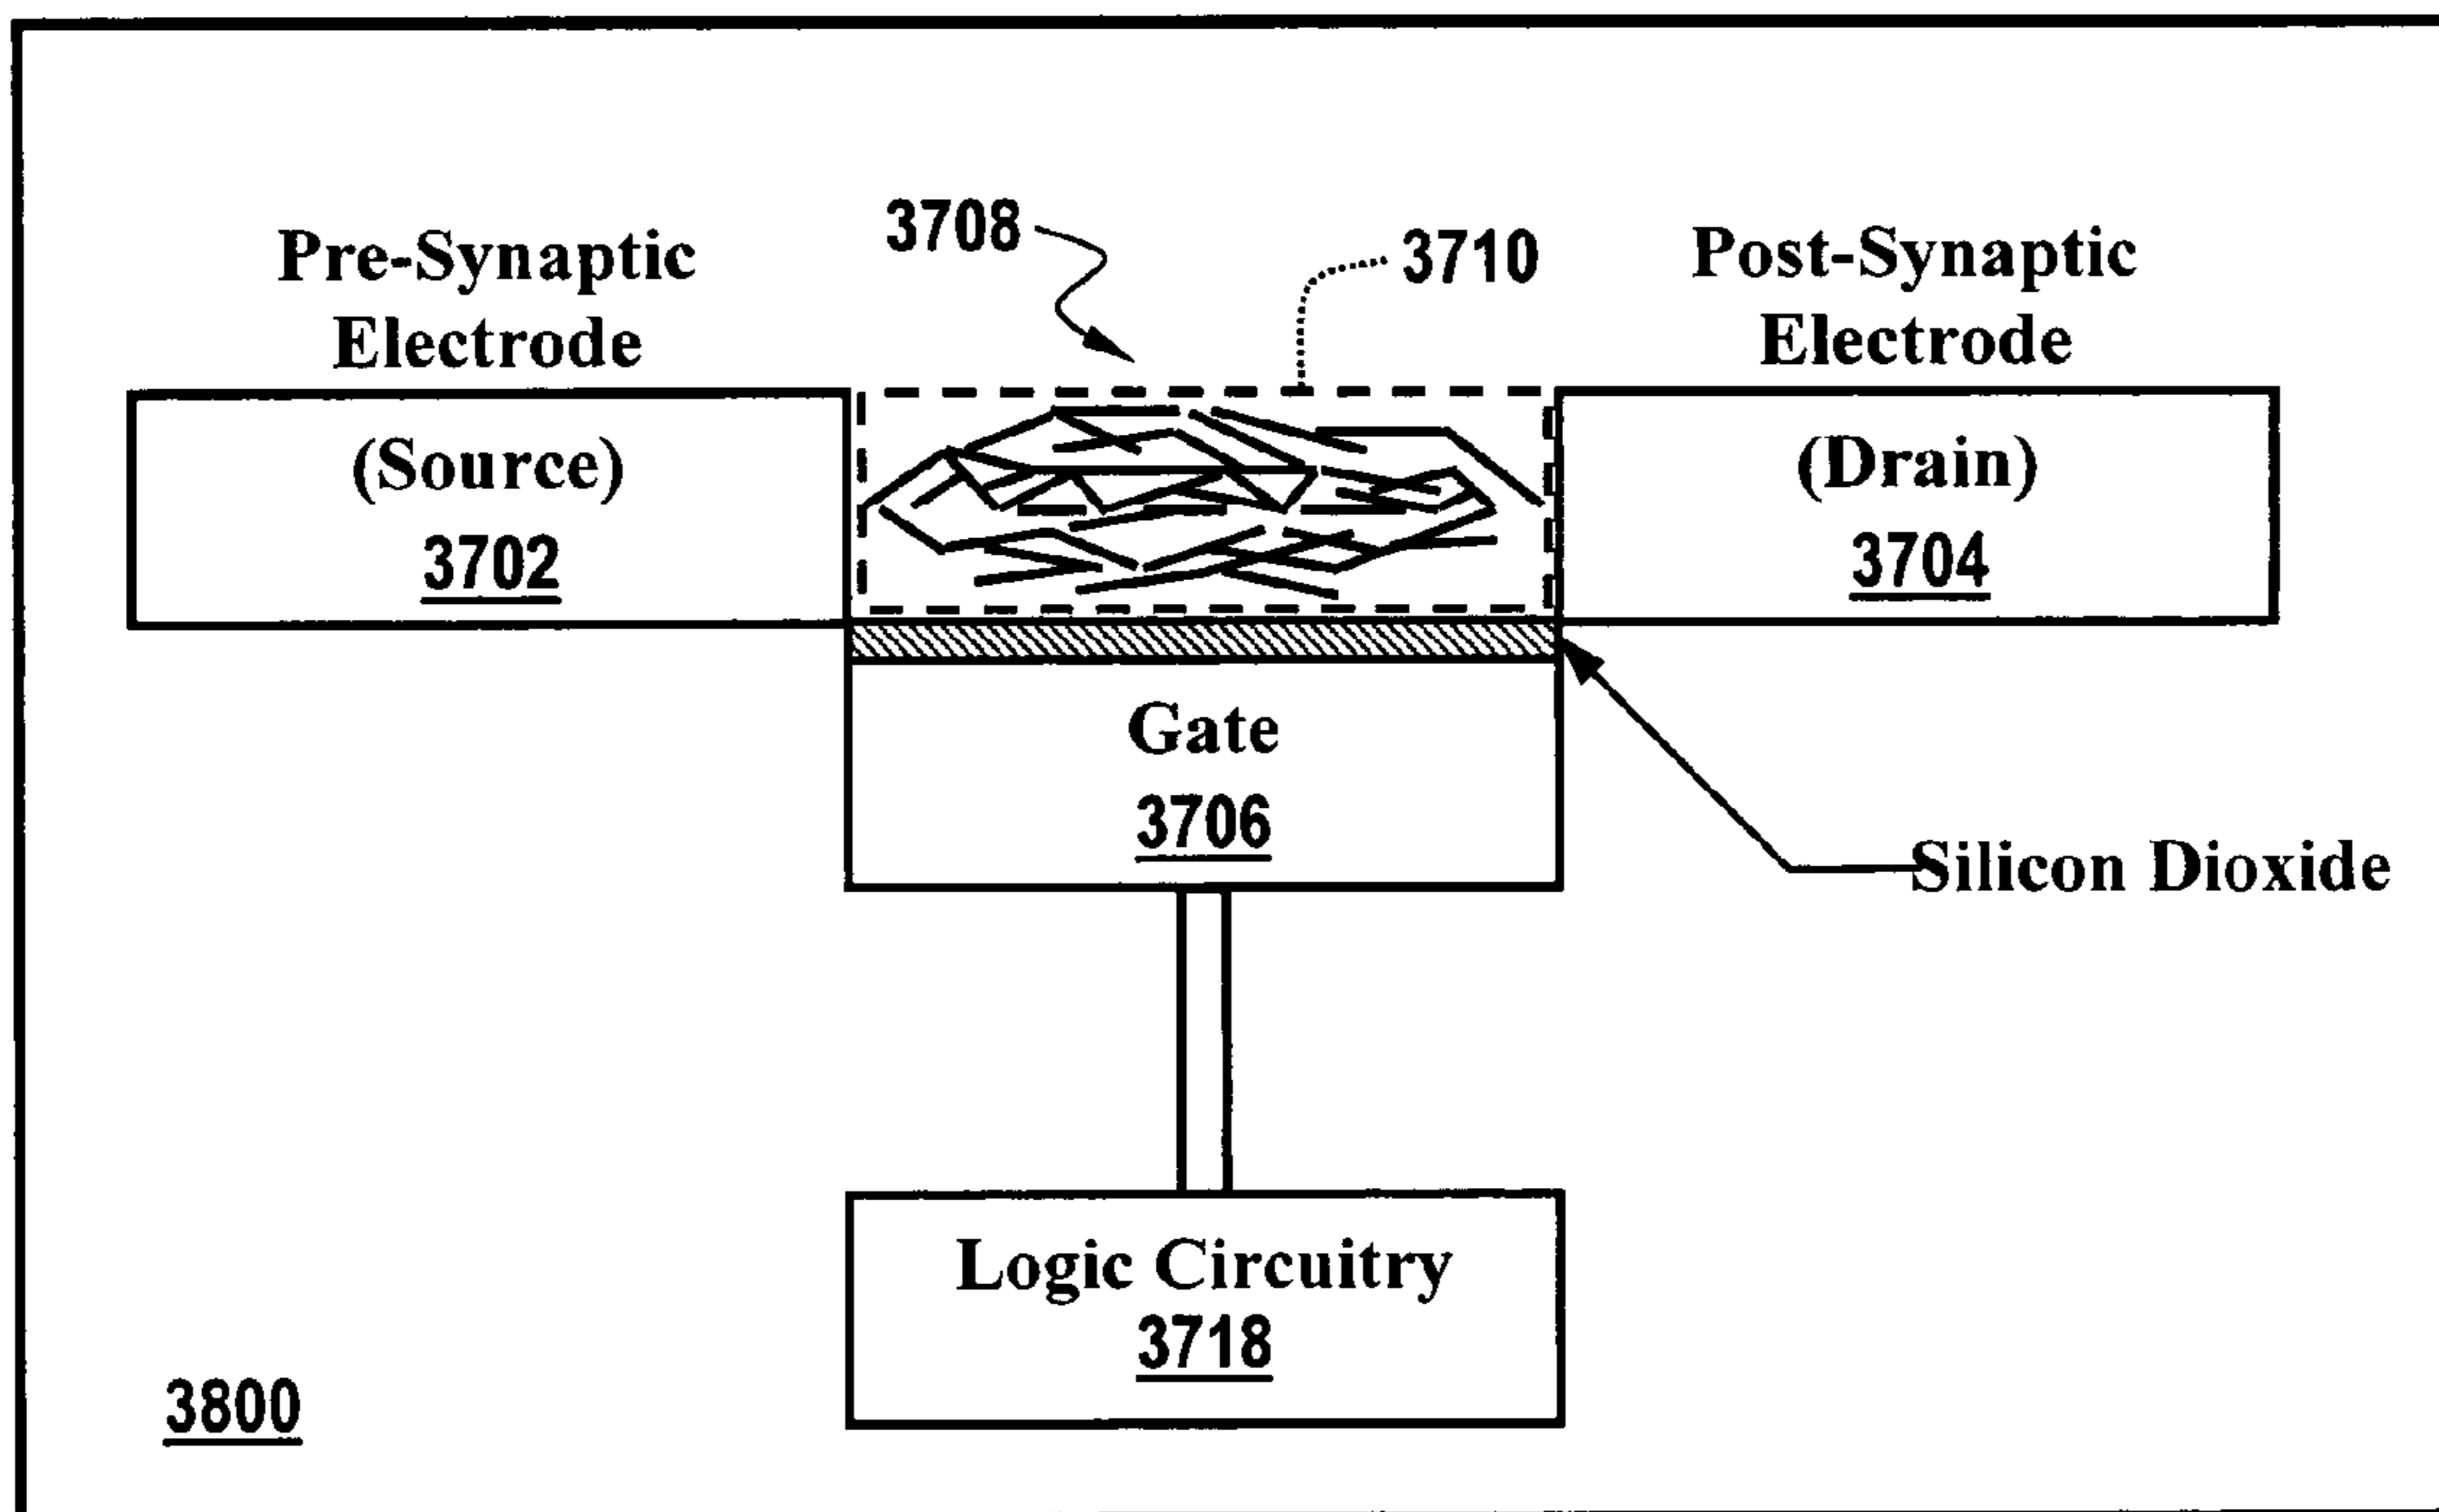 3708
3710
Pre-Synaptic
Electrode
Post-Synaptic
Electrode
(Source)
3702
(Drain)
3704
Gate
3706
Silicon Dioxide
Logic Circuitry
3718
3800